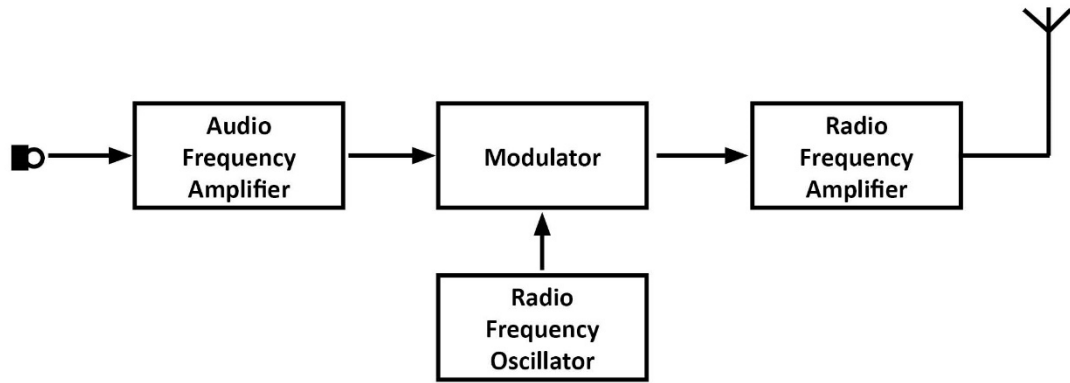 Audio
Frequency
Amplifier
Modulator
Radio
Frequency
Amplifier
Radio
Frequency
Oscillator